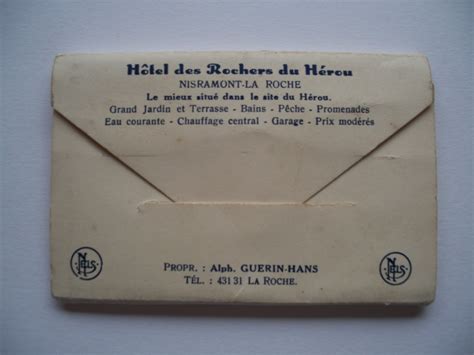 Hôtel des Rochers du Hérou
NISRAMONT-LA ROCHE
Le mieux situé dans le site du Hérou.
Grand Jardin et Terrasse - Bains - Pêche - Promenades
Eau courante - Chauffage central - Garage - Prix modérés
PROPR. : Alph. GUERIN-HANS
TÉL. : 431 31 LA ROCHE.
NELS
NELS